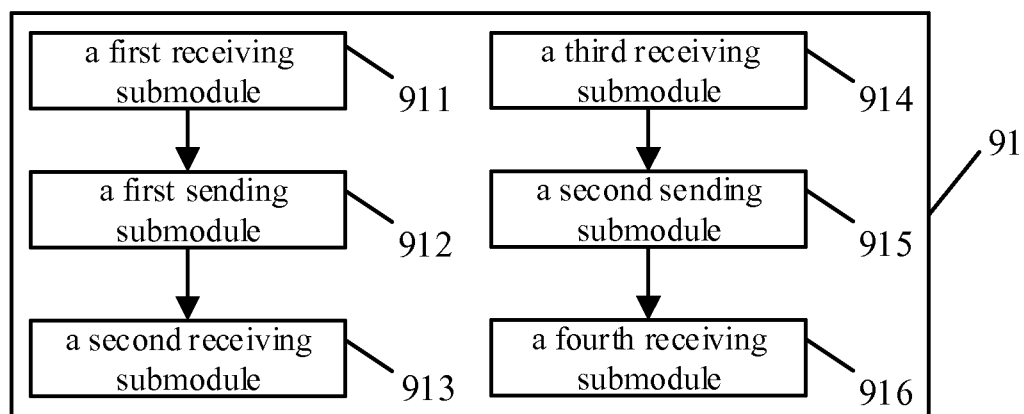 a first receiving
submodule
911
a first sending
submodule
912
a second receiving
submodule
913
a third receiving
submodule
914
a second sending
submodule
915
a fourth receiving
submodule
916
91